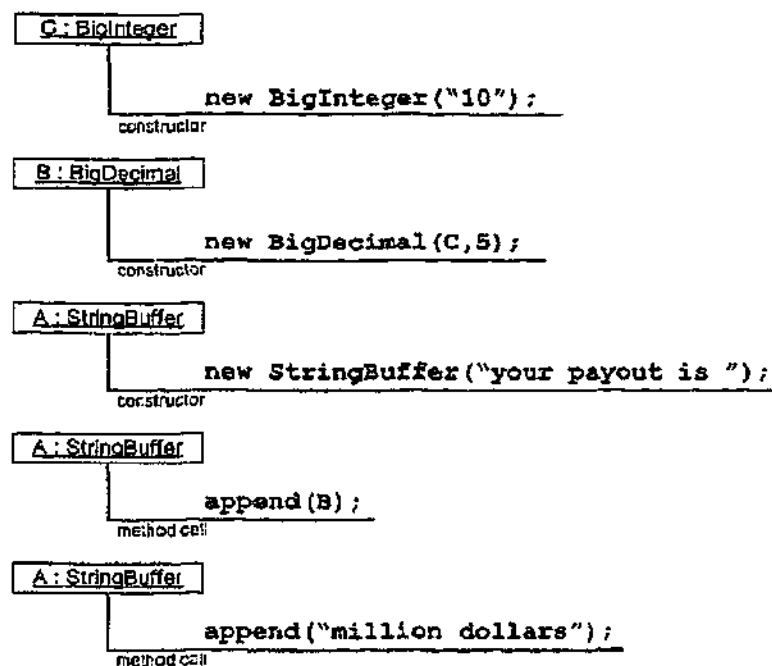 C : BigInteger
new BigInteger("10");
constructor
B : BigDecimal
new BigDecimal(C,5);
constructor
A : StringBuffer
new StringBuffer("your payout is ");
constructor
A : StringBuffer
append(B);
method call
A : StringBuffer
append("million dollars");
method call